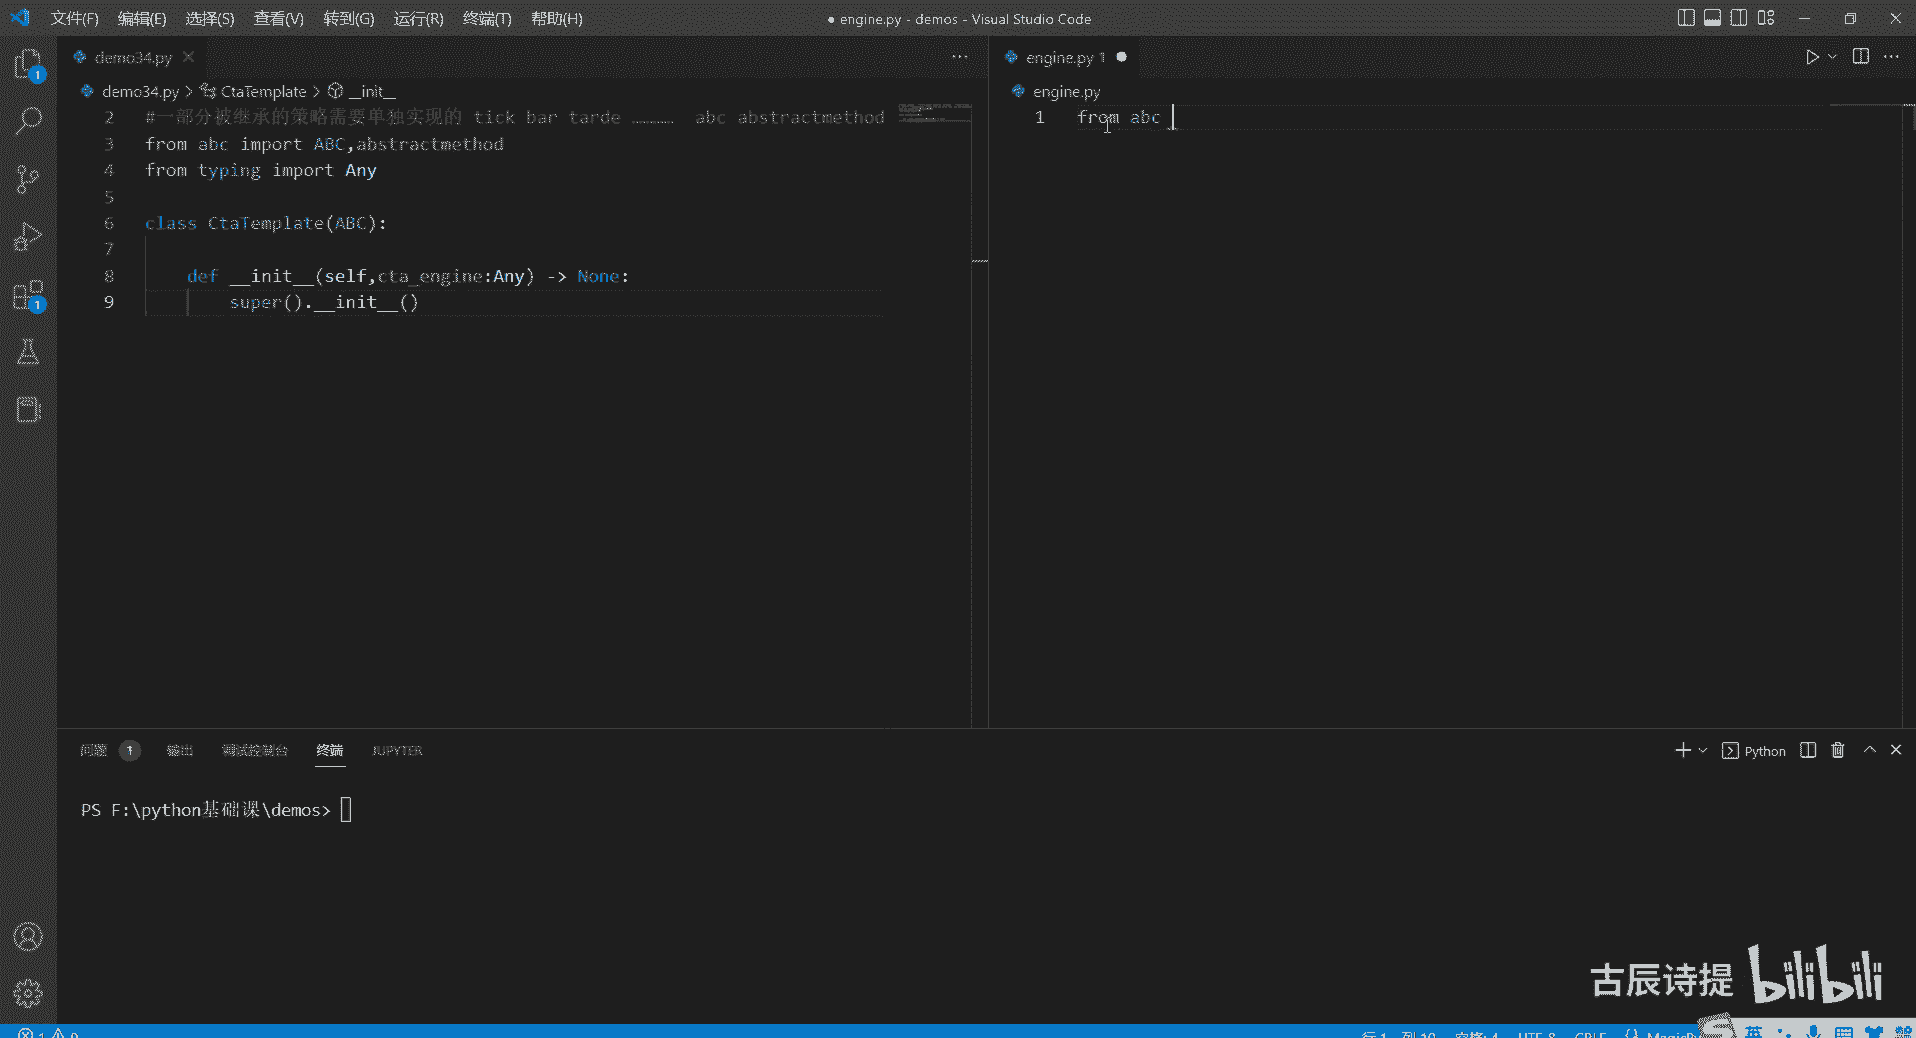 文件(F) 编辑(E) 选择(S) 查看(V) 转到(G) 运行(R) 终端(T) 帮助(H)
● engine.py - demos - Visual Studio Code
demo34.py
engine.py 1
demo34.py > CtaTemplate > __init__
engine.py
2 #一部分被继承的策略需要单独实现的 tick bar tarde ………… abc abstractmethod
3 from abc import ABC,abstractmethod
4 from typing import Any
5
6 class CtaTemplate(ABC):
7
8 def __init__(self,cta_engine:Any) -> None:
9 super().__init__()
1 from abc
1
1
问题 1 输出 调试控制台 终端 JUPYTER
Python
PS F:\python基础课\demos>
古辰诗提 bilibili
行 1, 列 10 空格: 4 UTF-8 CRLF
英